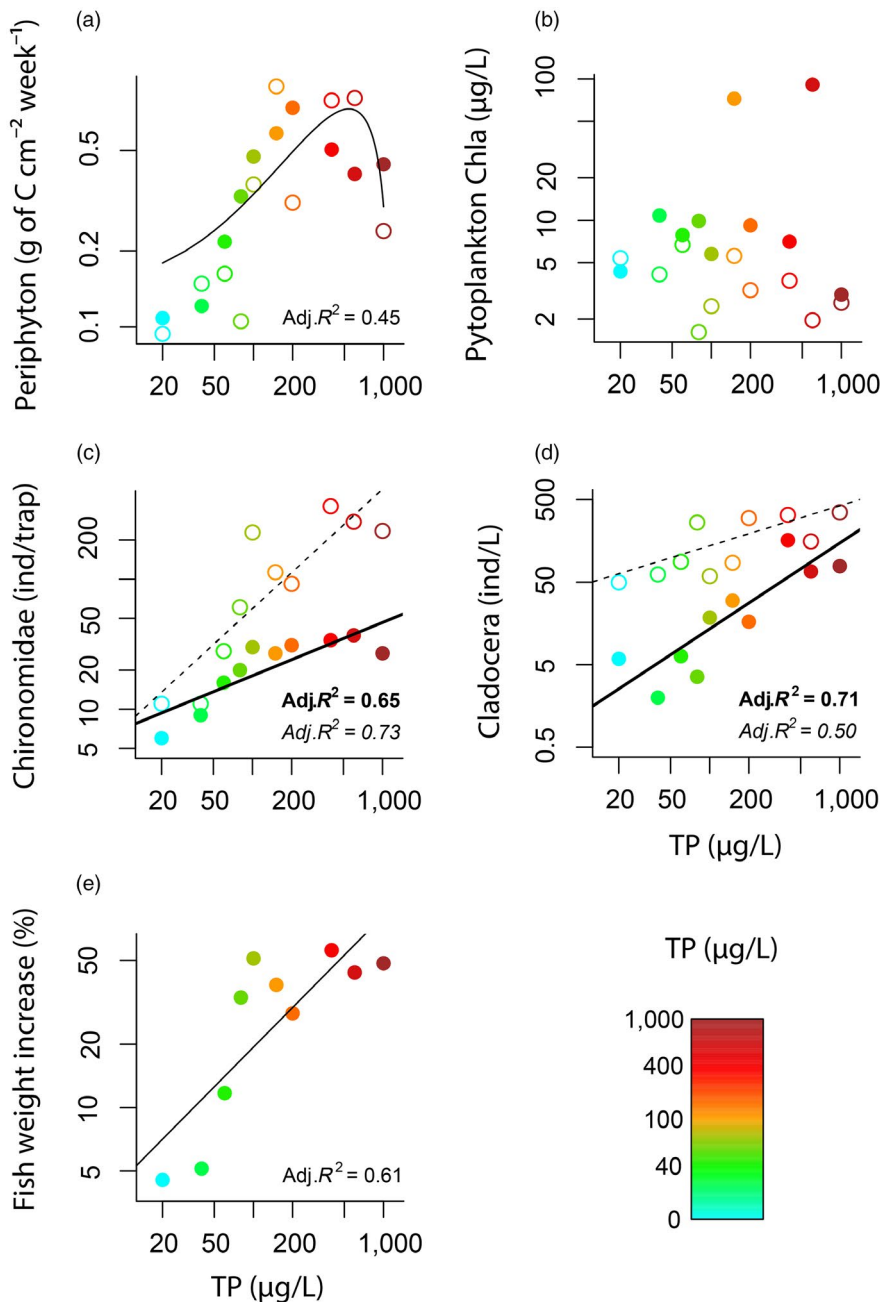 (a)
Periphyton (g of C cm⁻² week⁻¹)
0.5
0.2
0.1
Adj.R² = 0.45
20 50 200 1,000
(b)
Pytoplankton Chla (µg/L)
100
20
10
5
2
20 50 200 1,000
(c)
Chironomidae (ind/trap)
200
50
20
10
5
Adj.R² = 0.65
Adj.R² = 0.73
20 50 200 1,000
(d)
Cladocera (ind/L)
500
50
5
0.5
Adj.R² = 0.71
Adj.R² = 0.50
20 50 200 1,000
TP (µg/L)
(e)
Fish weight increase (%)
50
20
10
5
Adj.R² = 0.61
20 50 200 1,000
TP (µg/L)
TP (µg/L)
1,000
400
100
40
0